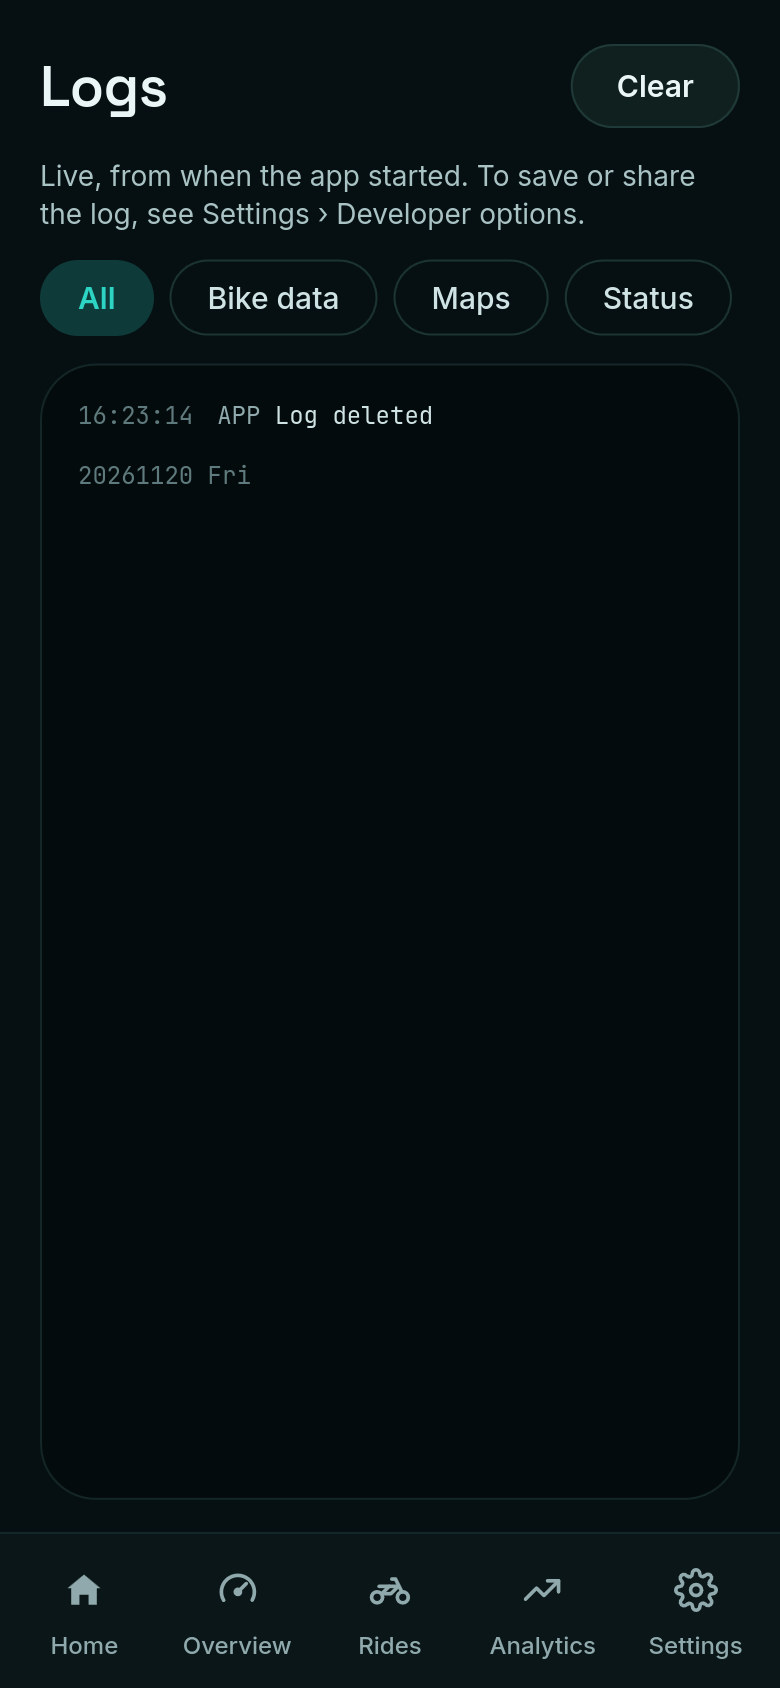 Logs
Clear
Live, from when the app started. To save or share
the log, see Settings › Developer options.
All
Bike data
Maps
Status
16:23:14 APP Log deleted
20261120 Fri
Home
Overview
Rides
Analytics
Settings